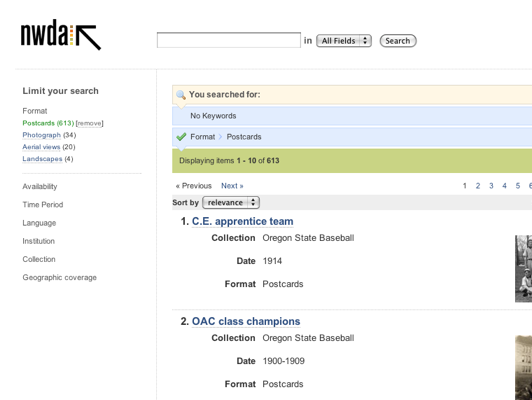 nwda
in All Fields Search
Limit your search
Format
Postcards (613) [remove]
Photograph (34)
Aerial views (20)
Landscapes (4)
Availability
Time Period
Language
Institution
Collection
Geographic coverage
You searched for:
No Keywords
Format Postcards
Displaying items 1 - 10 of 613
« Previous Next » 1 2 3 4 5
Sort by relevance
1. C.E. apprentice team
Collection Oregon State Baseball
Date 1914
Format Postcards
2. OAC class champions
Collection Oregon State Baseball
Date 1900-1909
Format Postcards